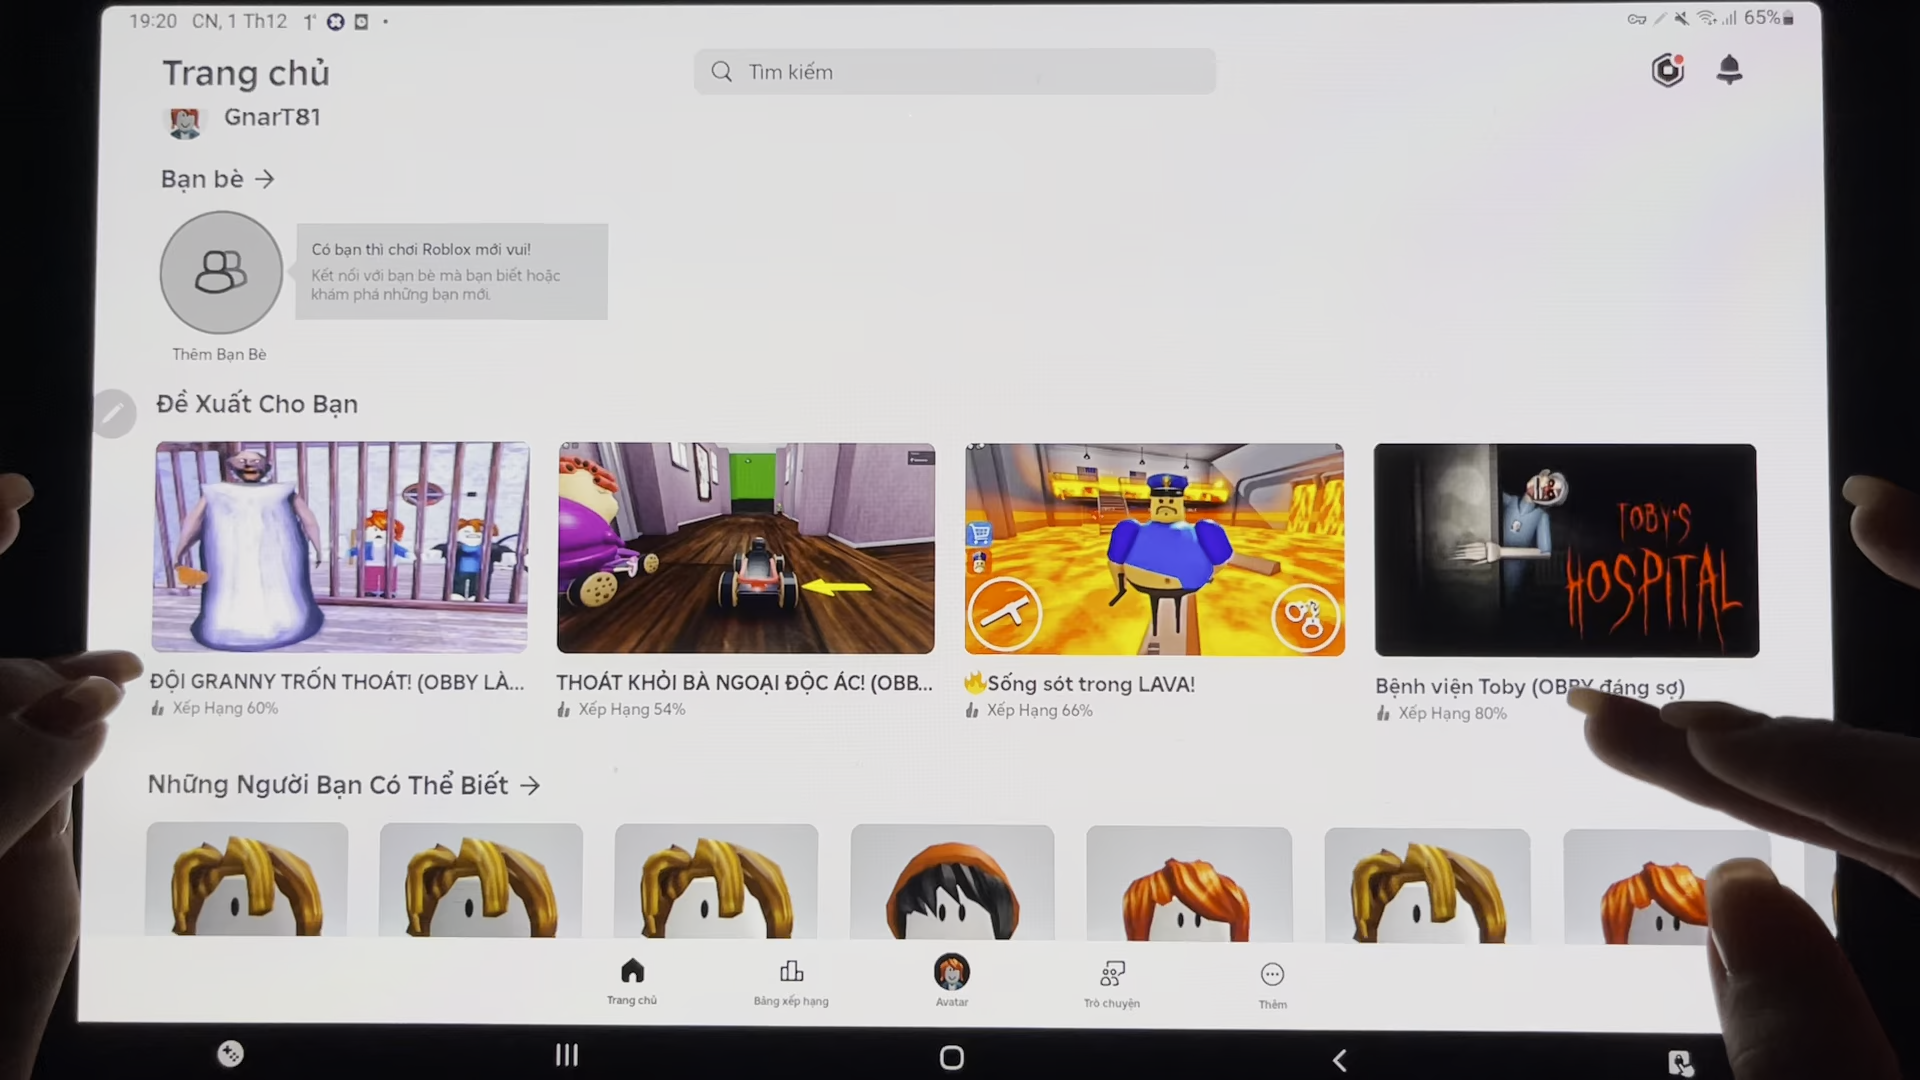 19:20 CN, 1 Th12
65%
Trang chủ
Tìm kiếm
GnarT81
Bạn bè →
Có bạn thì chơi Roblox mới vui!
Kết nối với bạn bè mà bạn biết hoặc
khám phá những bạn mới.
Thêm Bạn Bè
Đề Xuất Cho Bạn
TOBY'S
HOSPITAL
ĐỘI GRANNY TRỐN THOÁT! (OBBY LÀ...
Xếp Hạng 60%
THOÁT KHỎI BÀ NGOẠI ĐỘC ÁC! (OBB...
Xếp Hạng 54%
🔥Sống sót trong LAVA!
Xếp Hạng 66%
Bệnh viện Toby (OBBY đáng sợ)
Xếp Hạng 80%
Những Người Bạn Có Thể Biết →
Trang chủ
Bảng xếp hạng
Avatar
Trò chuyện
Thêm